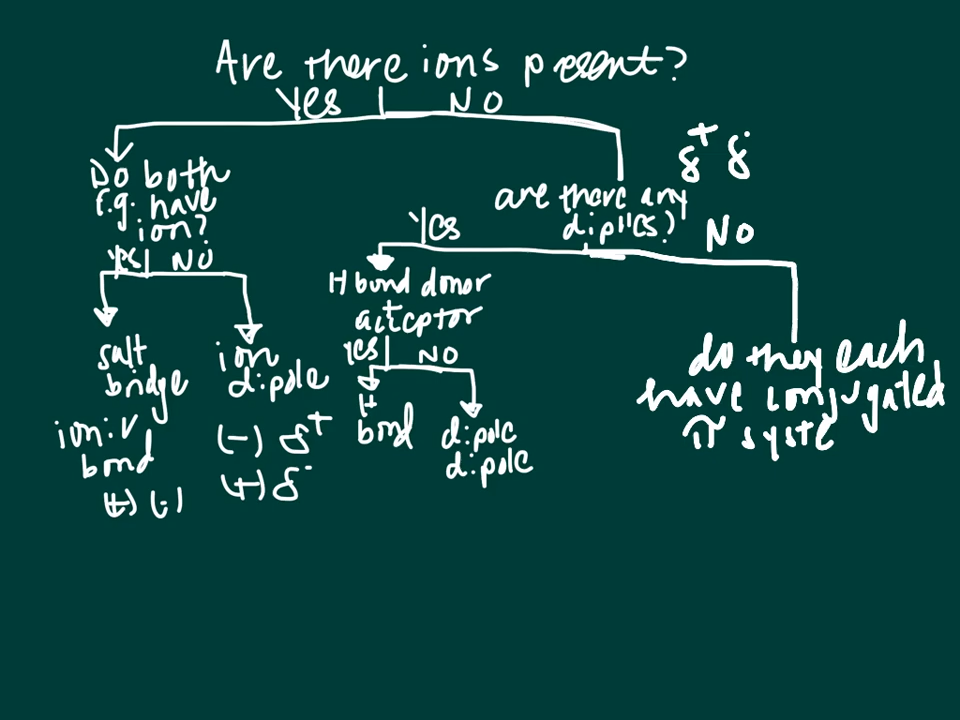 Are there ions present?
Yes NO
Do both
F.g. have
ion?
Yes NO
salt
bridge
ionic
bond
(+) (-)
ion
dipole
(-) δ+
(+) δ-
δ+ δ-
are there any
dipoles?
Yes NO
H bond donor
acceptor
Yes NO
H
bond
dipole
dipole
do they each
have conjugated
π syste